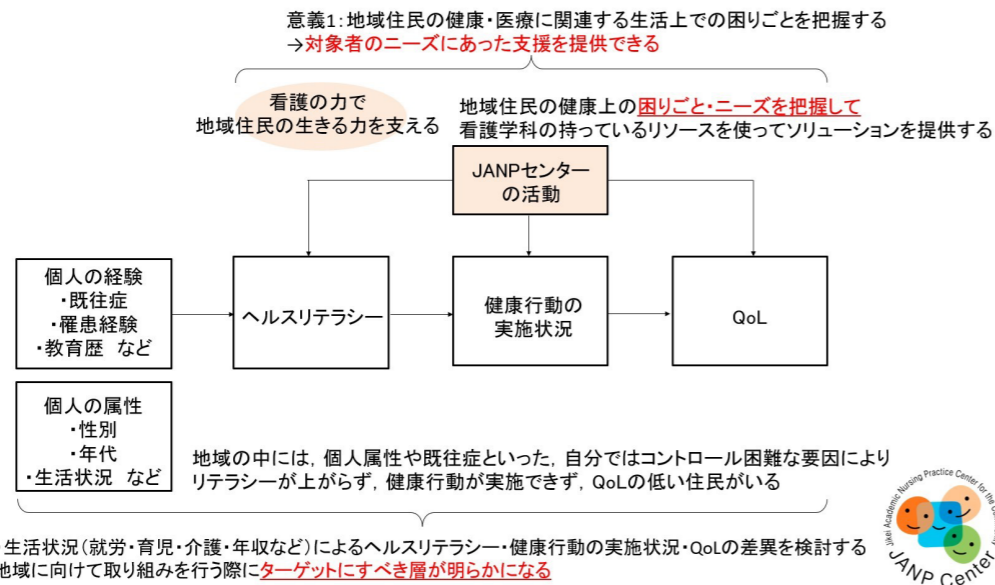 意義1:地域住民の健康・医療に関連する生活上での困りごとを把握する
→対象者のニーズにあった支援を提供できる
看護の力で
地域住民の生きる力を支える
地域住民の健康上の困りごと・ニーズを把握して
看護学科の持っているリソースを使ってソリューションを提供する
JANPセンター
の活動
個人の経験
・既往症
・罹患経験
・教育歴 など
ヘルスリテラシー
健康行動の
実施状況
QoL
個人の属性
・性別
・年代
・生活状況 など
地域の中には,個人属性や既往症といった,自分ではコントロール困難な要因により
リテラシーが上がらず,健康行動が実施できず,QoLの低い住民がいる
生活状況(就労・育児・介護・年収など)によるヘルスリテラシー・健康行動の実施状況・QoLの差異を検討する
地域に向けて取り組みを行う際にターゲットにすべき層が明らかになる
Jikei Academic Nursing Practice Center for the
JANP Center